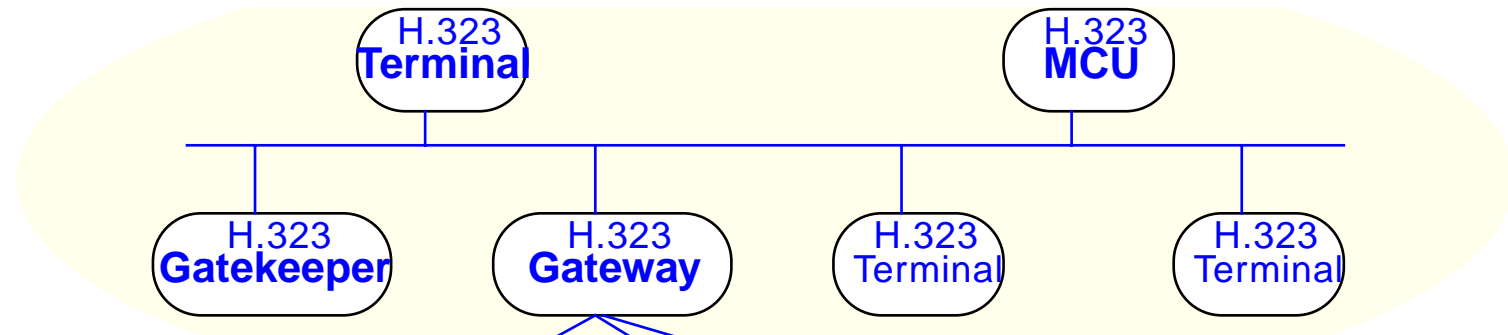 H.323
Terminal
H.323
MCU
H.323
Gatekeeper
H.323
Gateway
H.323
Terminal
H.323
Terminal